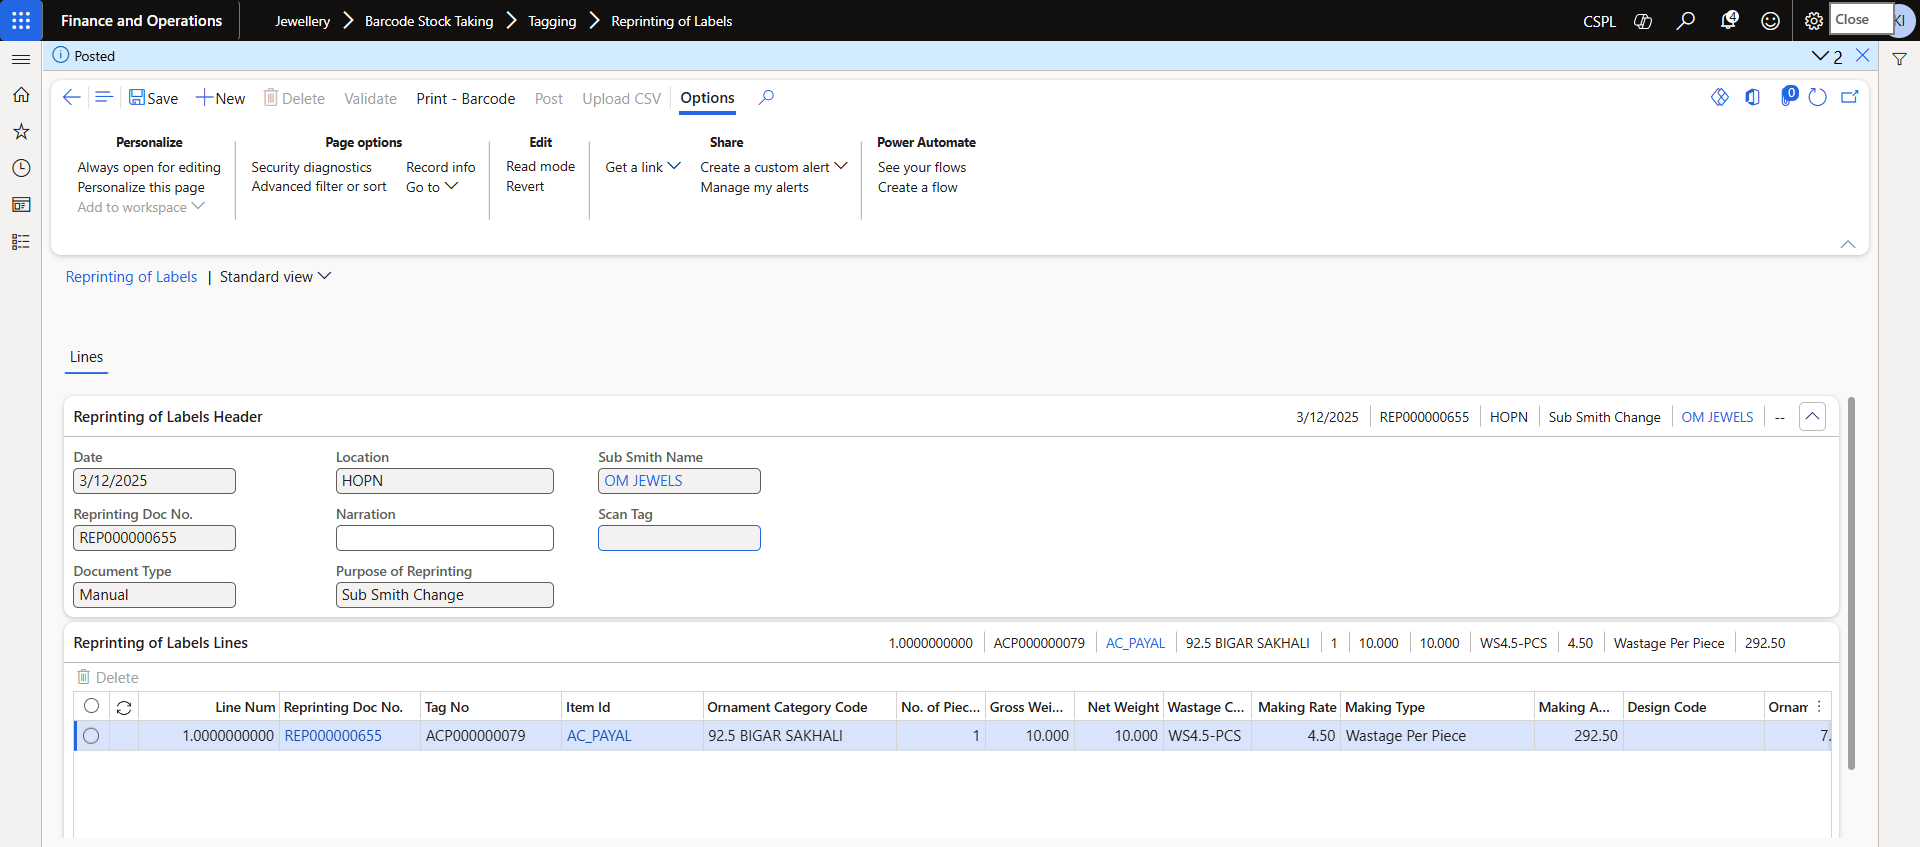 Finance and Operations Jewellery Barcode Stock Taking Tagging Reprinting of Labels CSPL 4 Close KI
Posted 2
Save New Delete Validate Print - Barcode Post Upload CSV Options 0
Personalize Page options Edit Share Power Automate
Always open for editing Security diagnostics Record info Read mode Get a link Create a custom alert See your flows
Personalize this page Advanced filter or sort Go to Revert Manage my alerts Create a flow
Add to workspace
Reprinting of Labels | Standard view
Lines
Reprinting of Labels Header 3/12/2025 REP000000655 HOPN Sub Smith Change OM JEWELS --
Date Location Sub Smith Name
3/12/2025 HOPN OM JEWELS
Reprinting Doc No. Narration Scan Tag
REP000000655
Document Type Purpose of Reprinting
Manual Sub Smith Change
Reprinting of Labels Lines 1.0000000000 ACP000000079 AC_PAYAL 92.5 BIGAR SAKHALI 1 10.000 10.000 WS4.5-PCS 4.50 Wastage Per Piece 292.50
Delete
Line Num Reprinting Doc No. Tag No Item Id Ornament Category Code No. of Piec... Gross Wei... Net Weight Wastage C... Making Rate Making Type Making A... Design Code Ornam
1.0000000000 REP000000655 ACP000000079 AC_PAYAL 92.5 BIGAR SAKHALI 1 10.000 10.000 WS4.5-PCS 4.50 Wastage Per Piece 292.50 7.